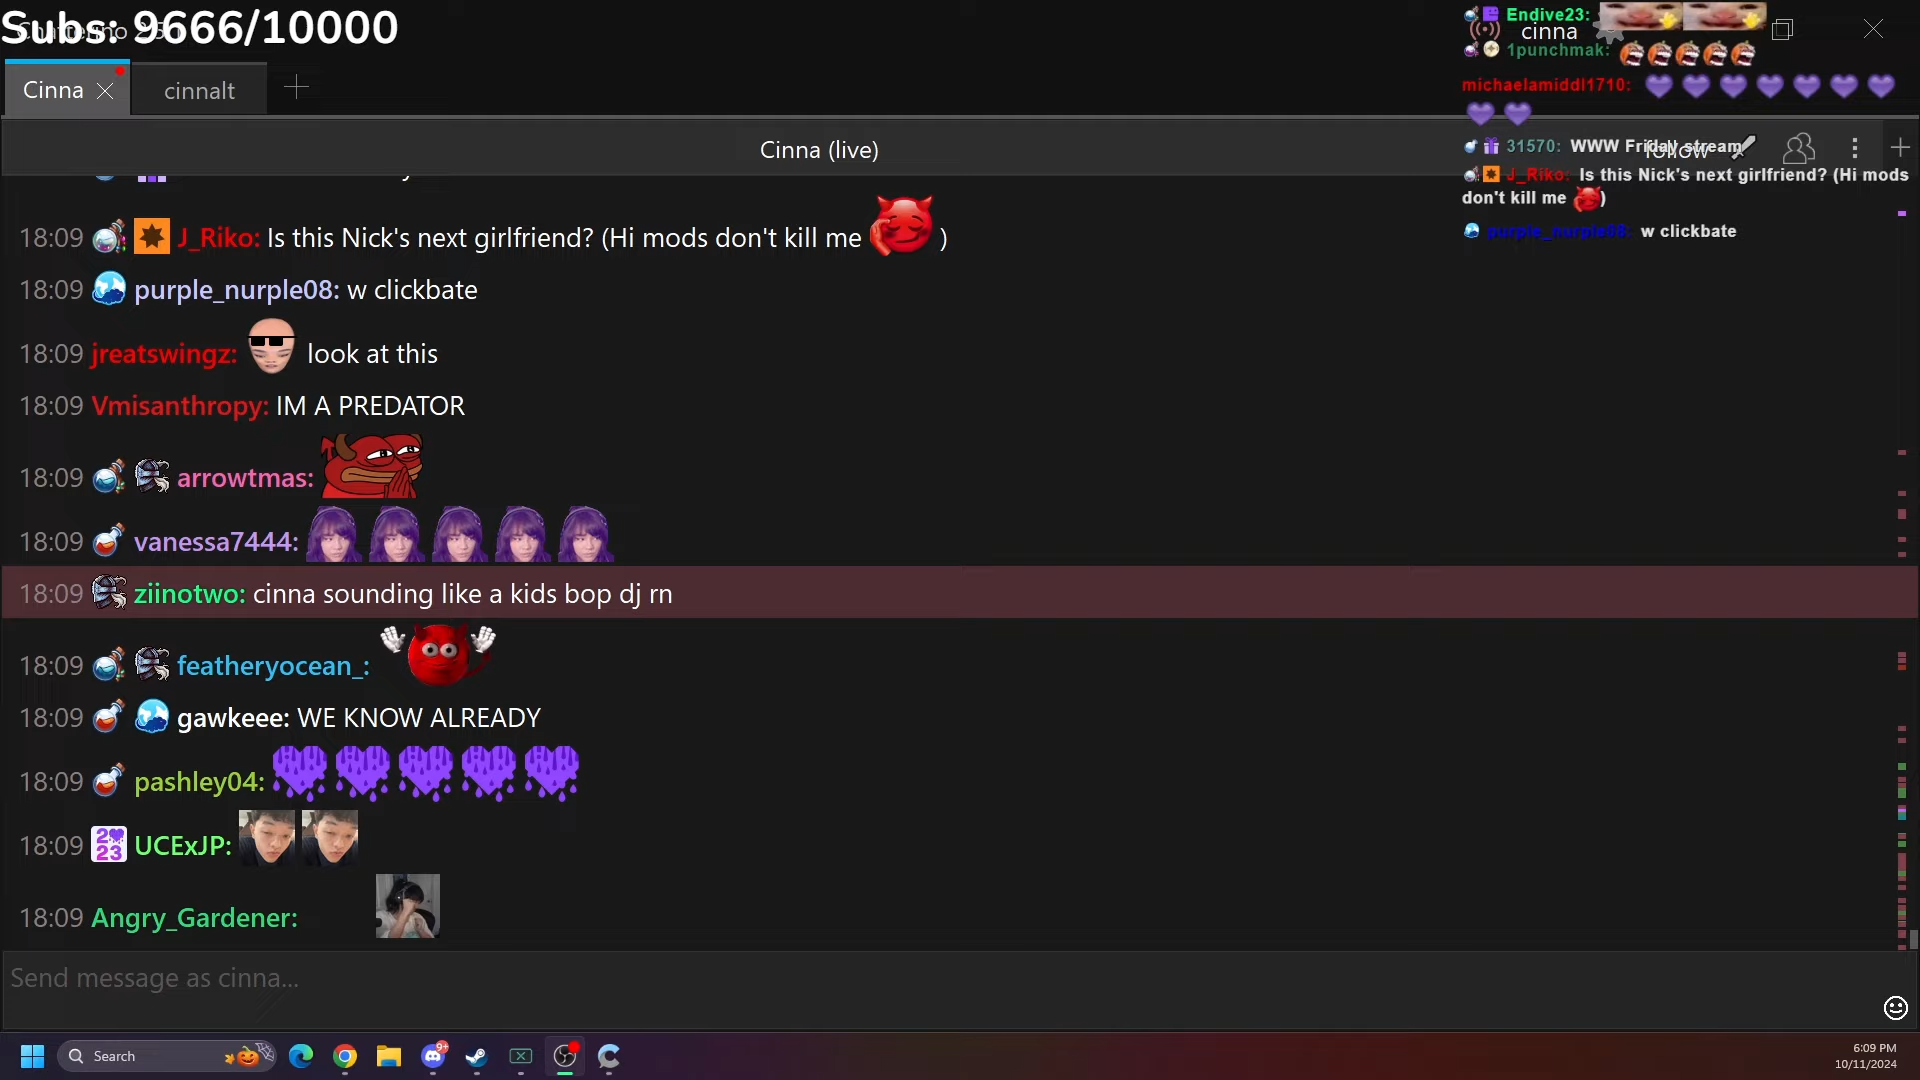 Subs: 9666/10000
Cinna
cinnalt
cinna
Cinna (live)
Endive23:
1punchmak:
michaelamiddl1710:
31570: WWW Friday stream
J_Riko: Is this Nick's next girlfriend? (Hi mods
don't kill me )
purple_nurple08: w clickbate
18:09 J_Riko: Is this Nick's next girlfriend? (Hi mods don't kill me )
18:09 purple_nurple08: w clickbate
18:09 jreatswingz: look at this
18:09 Vmisanthropy: IM A PREDATOR
18:09 arrowtmas:
18:09 vanessa7444:
18:09 ziinotwo: cinna sounding like a kids bop dj rn
18:09 featheryocean_:
18:09 gawkeee: WE KNOW ALREADY
18:09 pashley04:
18:09 2023 UCExJP:
18:09 Angry_Gardener:
Send message as cinna...
Search
9+
6:09 PM
10/11/2024